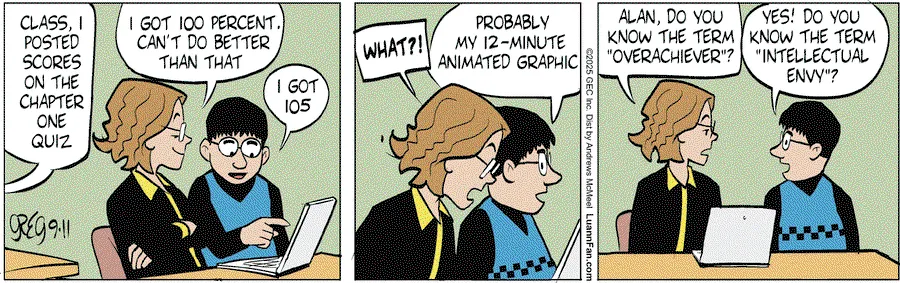 CLASS, I
POSTED
SCORES
ON THE
CHAPTER
ONE
QUIZ
I GOT 100 PERCENT.
CAN'T DO BETTER
THAN THAT
I GOT
105
GREG 9-11
WHAT?!
PROBABLY
MY 12-MINUTE
ANIMATED GRAPHIC
©2025 GEC Inc. Dist by Andrews McMeel LuannFan.com
ALAN, DO YOU
KNOW THE TERM
"OVERACHIEVER"?
YES! DO YOU
KNOW THE TERM
"INTELLECTUAL
ENVY"?